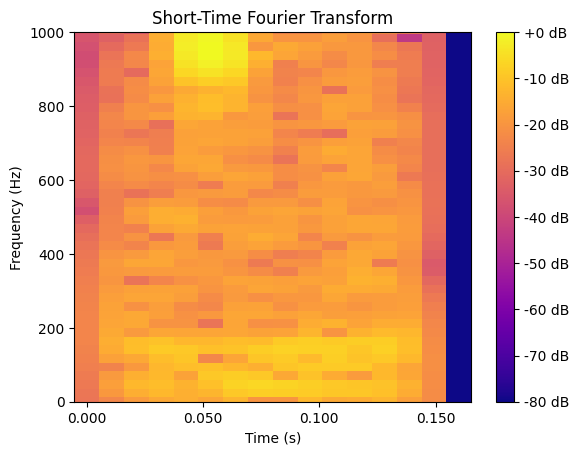 Short-Time Fourier Transform
1000
800
600
400
200
0
Frequency (Hz)
0.000
0.050
0.100
0.150
Time (s)
+0 dB
-10 dB
-20 dB
-30 dB
-40 dB
-50 dB
-60 dB
-70 dB
-80 dB